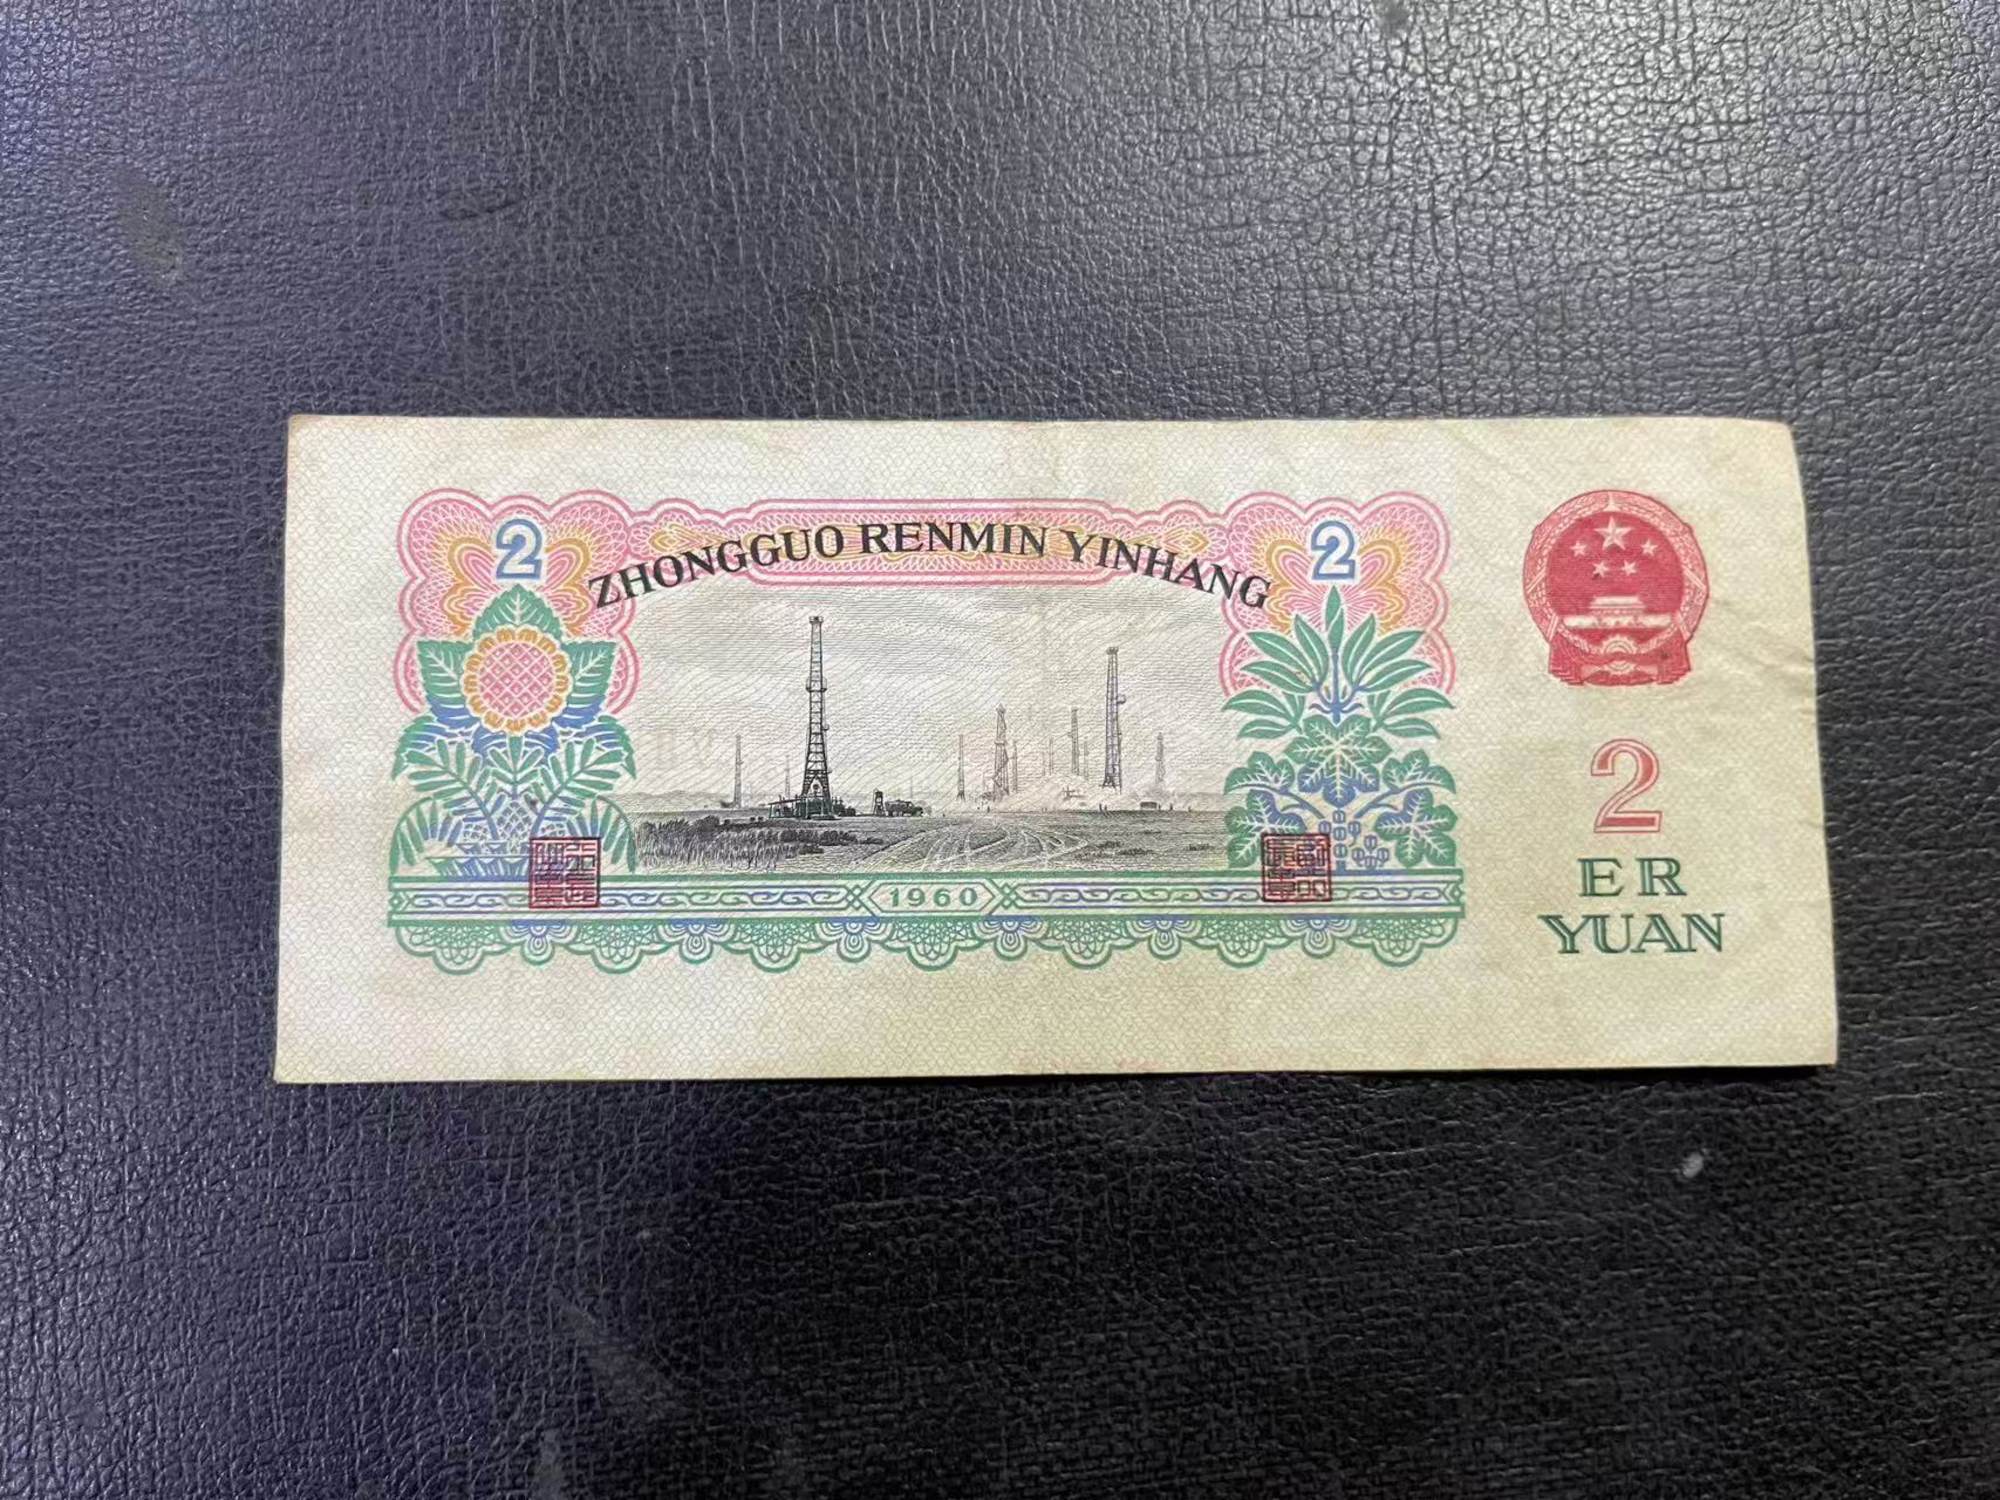 2 ZHONGGUO RENMIN YINHANG 2
2
ER
YUAN
1960